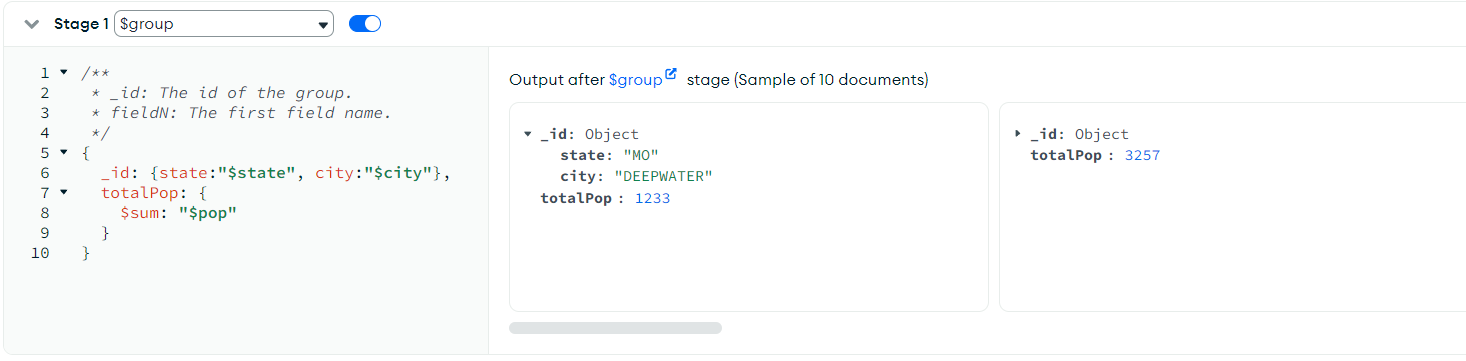 Stage 1 $group
1 /**
2 * _id: The id of the group.
3 * fieldN: The first field name.
4 */
5 {
6 _id: {state:"$state", city:"$city"},
7 totalPop: {
8 $sum: "$pop"
9 }
10 }
Output after $group stage (Sample of 10 documents)
_id: Object
state: "MO"
city: "DEEPWATER"
totalPop : 1233
_id: Object
totalPop : 3257